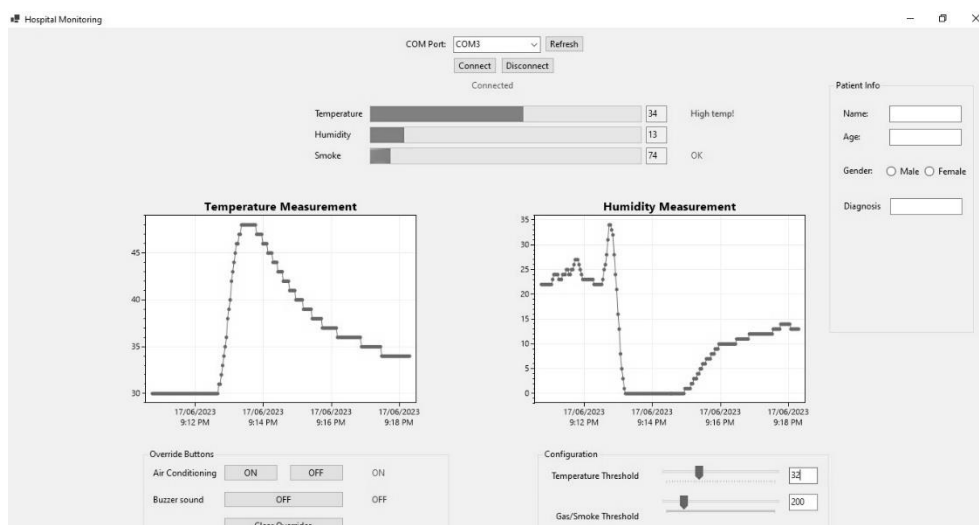 Hospital Monitoring
COM Port: COM3 Refresh
Connect Disconnect
Connected
Temperature 34 High temp!
Humidity 13
Smoke 74 OK
Patient Info
Name:
Age:
Gender: Male Female
Diagnosis
Temperature Measurement
45
40
35
30
17/06/2023 17/06/2023 17/06/2023 17/06/2023
9:12 PM 9:14 PM 9:16 PM 9:18 PM
Humidity Measurement
35
30
25
20
15
10
5
0
17/06/2023 17/06/2023 17/06/2023 17/06/2023
9:12 PM 9:14 PM 9:16 PM 9:18 PM
Override Buttons
Air Conditioning ON OFF ON
Buzzer sound OFF OFF
Clear Overrides
Configuration
Temperature Threshold 32
200
Gas/Smoke Threshold